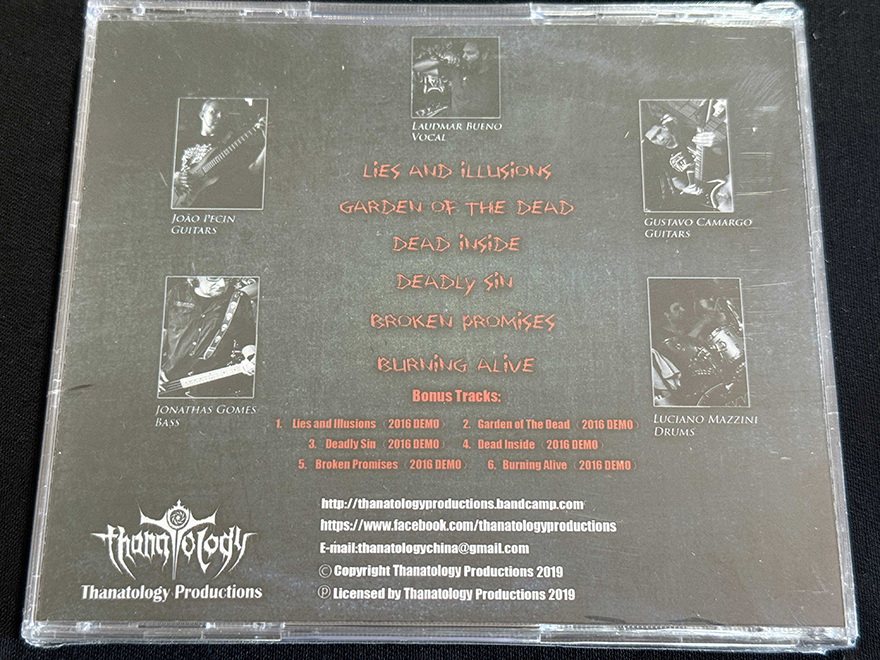 LAUDMAR BUENO
VOCAL
JOÃO PECIN
GUITARS
GUSTAVO CAMARGO
GUITARS
LIES AND ILLUSIONS
GARDEN OF THE DEAD
DEAD INSIDE
DEADLY SIN
BROKEN PROMISES
BURNING ALIVE
JONATHAS GOMES
BASS
LUCIANO MAZZINI
DRUMS
Bonus Tracks:
1. Lies and Illusions （2016 DEMO） 2. Garden of The Dead （2016 DEMO）
3. Deadly Sin （2016 DEMO） 4. Dead Inside （2016 DEMO）
5. Broken Promises （2016 DEMO） 6. Burning Alive （2016 DEMO）
http://thanatologyproductions.bandcamp.com
https://www.facebook.com/thanatologyproductions
E-mail:thanatologychina@gmail.com
Ⓒ Copyright Thanatology Productions 2019
Ⓟ Licensed by Thanatology Productions 2019
thanatology
Thanatology Productions